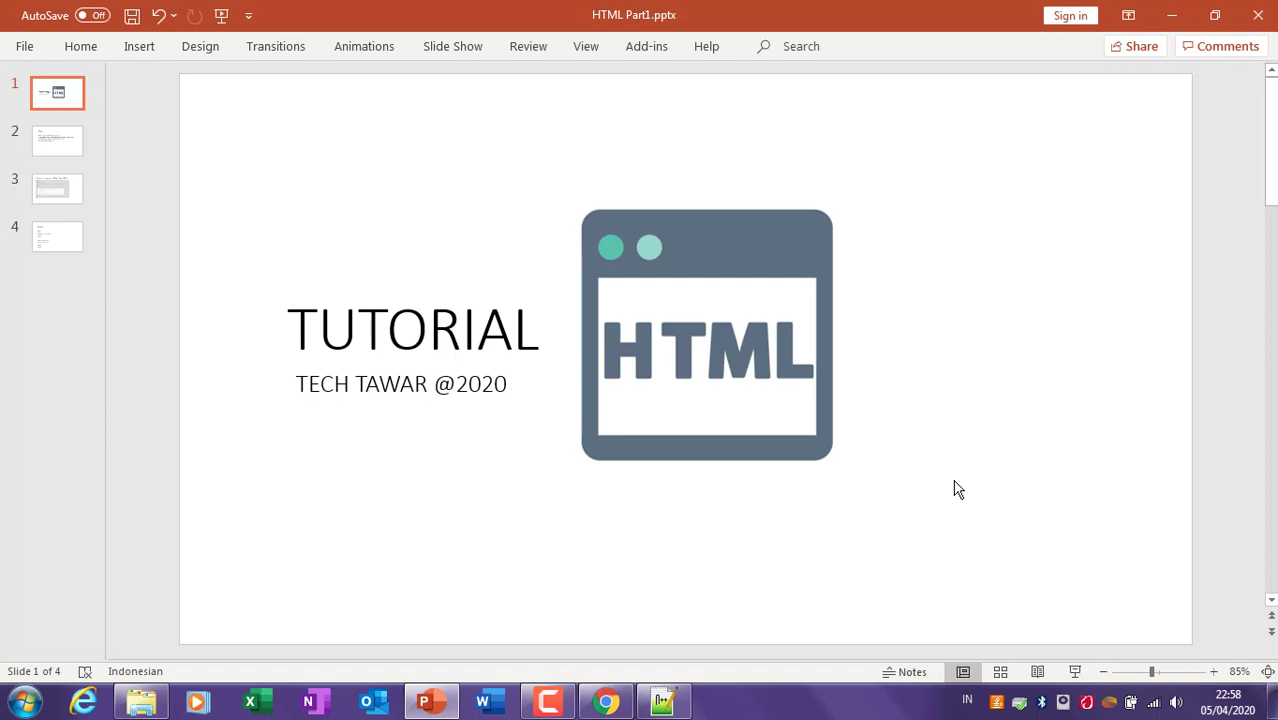 AutoSave Off
HTML Part1.pptx
Sign in
File Home Insert Design Transitions Animations Slide Show Review View Add-ins Help Search
Share Comments
1
2
3
4
TUTORIAL
TECH TAWAR @2020
HTML
Slide 1 of 4 Indonesian Notes 85%
IN
22:58
05/04/2020